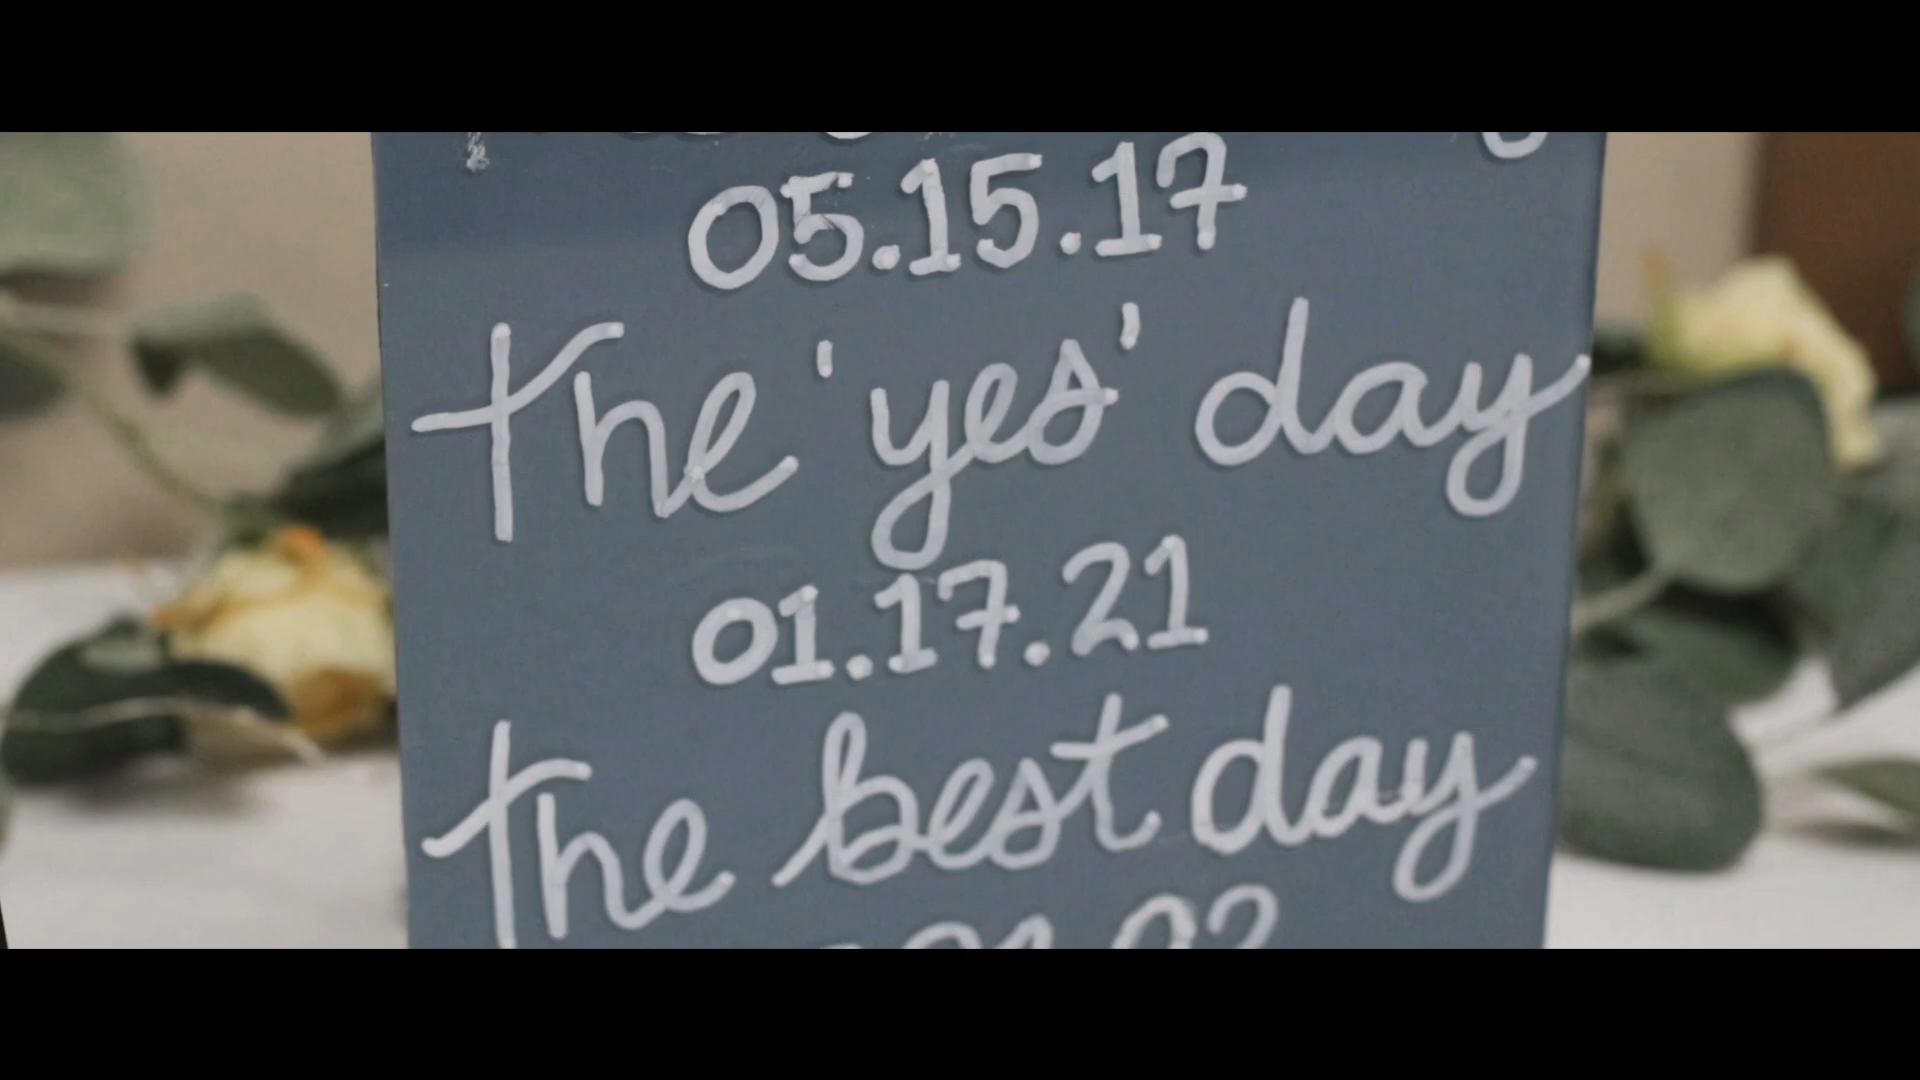 05.15.17
the 'yes' day
01.17.21
the best day